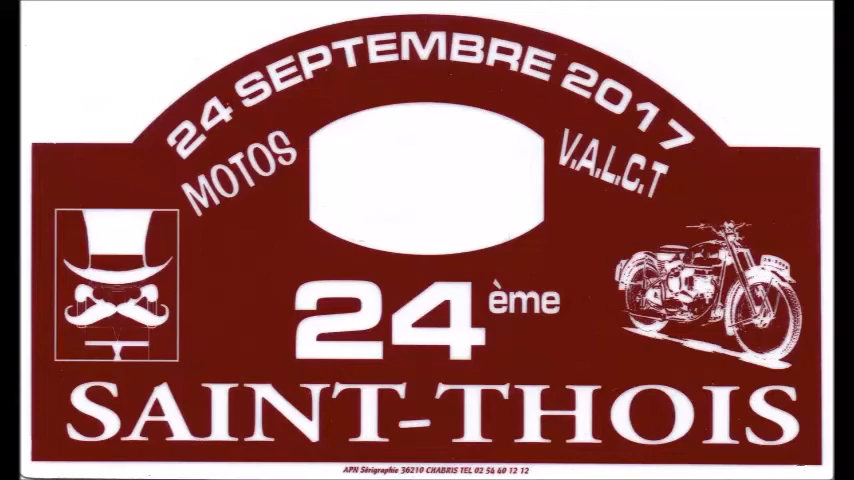 24 SEPTEMBRE 2017
MOTOS
V.A.L.C.T
24ème
SAINT-THOIS
APN Sérigraphie 36210 CHABRIS TEL 02 54 40 12 12